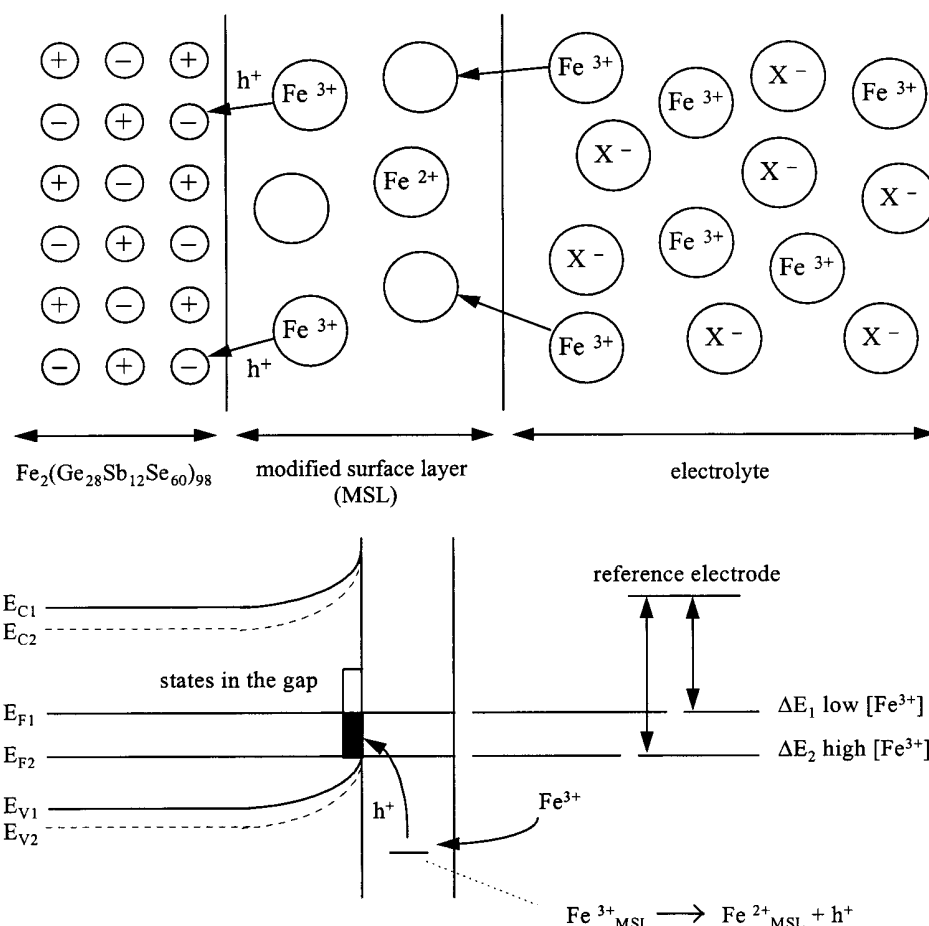 + − + h⁺ Fe ³⁺ Fe ³⁺ Fe ³⁺ X ⁻ Fe ³⁺
− + −
+ − + Fe ²⁺ X ⁻ X ⁻ X ⁻
− + − X ⁻ Fe ³⁺ Fe ³⁺
+ − + Fe ³⁺ Fe ³⁺ X ⁻ X ⁻
− + − h⁺
Fe₂(Ge₂₈Sb₁₂Se₆₀)₉₈
modified surface layer
(MSL)
electrolyte
reference electrode
E_C1
E_C2
states in the gap
E_F1
ΔE₁ low [Fe³⁺]
E_F2
ΔE₂ high [Fe³⁺]
E_V1
E_V2
h⁺
Fe³⁺
Fe ³⁺_MSL → Fe ²⁺_MSL + h⁺